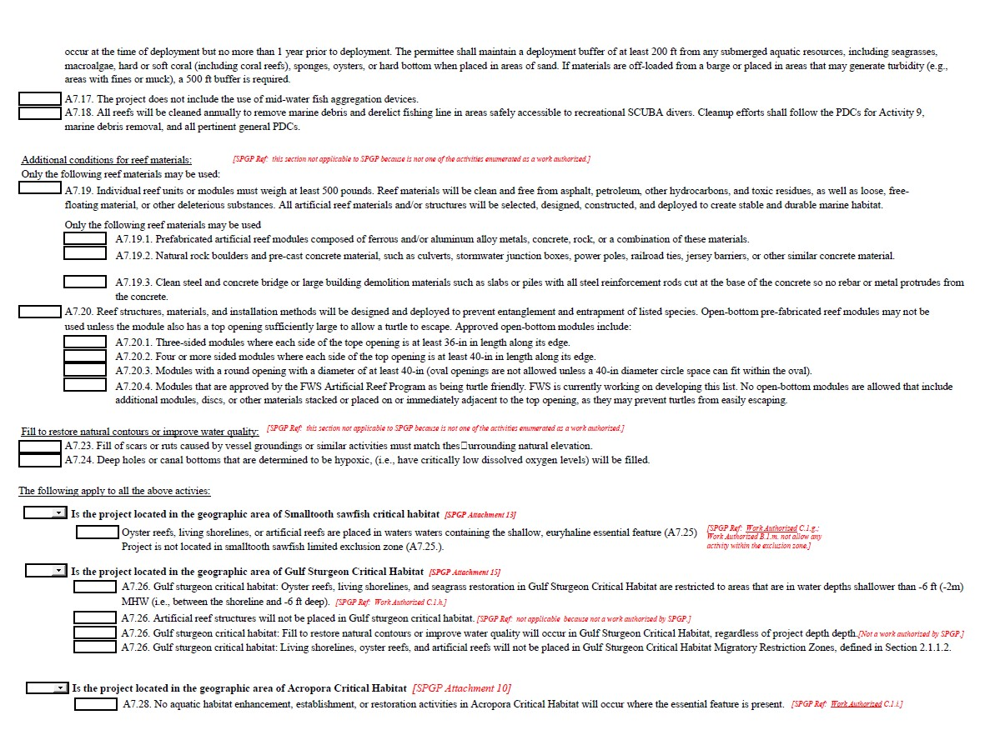 occur at the time of deployment but no more than 1 year prior to deployment. The permittee shall maintain a deployment buffer of at least 200 ft from any submerged aquatic resources, including seagrasses,
macroalgae, hard or soft coral (including coral reefs), sponges, oysters, or hard bottom when placed in areas of sand. If materials are off-loaded from a barge or placed in areas that may generate turbidity (e.g.,
areas with fines or muck), a 500 ft buffer is required.
A7.17. The project does not include the use of mid-water fish aggregation devices.
A7.18. All reefs will be cleaned annually to remove marine debris and derelict fishing line in areas safely accessible to recreational SCUBA divers. Cleanup efforts shall follow the PDCs for Activity 9,
marine debris removal, and all pertinent general PDCs.
Additional conditions for reef materials: [SPGP Ref: this section not applicable to SPGP because is not one of the activities enumerated as a work authorized.]
Only the following reef materials may be used:
A7.19. Individual reef units or modules must weigh at least 500 pounds. Reef materials will be clean and free from asphalt, petroleum, other hydrocarbons, and toxic residues, as well as loose, free-
floating material, or other deleterious substances. All artificial reef materials and/or structures will be selected, designed, constructed, and deployed to create stable and durable marine habitat.
Only the following reef materials may be used
A7.19.1. Prefabricated artificial reef modules composed of ferrous and/or aluminum alloy metals, concrete, rock, or a combination of these materials.
A7.19.2. Natural rock boulders and pre-cast concrete material, such as culverts, stormwater junction boxes, power poles, railroad ties, jersey barriers, or other similar concrete material.
A7.19.3. Clean steel and concrete bridge or large building demolition materials such as slabs or piles with all steel reinforcement rods cut at the base of the concrete so no rebar or metal protrudes from
the concrete.
A7.20. Reef structures, materials, and installation methods will be designed and deployed to prevent entanglement and entrapment of listed species. Open-bottom pre-fabricated reef modules may not be
used unless the module also has a top opening sufficiently large to allow a turtle to escape. Approved open-bottom modules include:
A7.20.1. Three-sided modules where each side of the tope opening is at least 36-in in length along its edge.
A7.20.2. Four or more sided modules where each side of the top opening is at least 40-in in length along its edge.
A7.20.3. Modules with a round opening with a diameter of at least 40-in (oval openings are not allowed unless a 40-in diameter circle space can fit within the oval).
A7.20.4. Modules that are approved by the FWS Artificial Reef Program as being turtle friendly. FWS is currently working on developing this list. No open-bottom modules are allowed that include
additional modules, discs, or other materials stacked or placed on or immediately adjacent to the top opening, as they may prevent turtles from easily escaping.
Fill to restore natural contours or improve water quality: [SPGP Ref: this section not applicable to SPGP because is not one of the activities enumerated as a work authorized.]
A7.23. Fill of scars or ruts caused by vessel groundings or similar activities must match thes□urrounding natural elevation.
A7.24. Deep holes or canal bottoms that are determined to be hypoxic, (i.e., have critically low dissolved oxygen levels) will be filled.
The following apply to all the above activies:
Is the project located in the geographic area of Smalltooth sawfish critical habitat [SPGP Attachment 13]
Oyster reefs, living shorelines, or artificial reefs are placed in waters waters containing the shallow, euryhaline essential feature (A7.25)
Project is not located in smalltooth sawfish limited exclusion zone (A7.25.).
[SPGP Ref: Work Authorized C.1.g.;
Work Authorized B.1.m. not allow any
activity within the exclusion zone.]
Is the project located in the geographic area of Gulf Sturgeon Critical Habitat [SPGP Attachment 15]
A7.26. Gulf sturgeon critical habitat: Oyster reefs, living shorelines, and seagrass restoration in Gulf Sturgeon Critical Habitat are restricted to areas that are in water depths shallower than -6 ft (-2m)
MHW (i.e., between the shoreline and -6 ft deep). [SPGP Ref: Work Authorized C.1.h.]
A7.26. Artificial reef structures will not be placed in Gulf sturgeon critical habitat. [SPGP Ref: not applicable because not a work authorized by SPGP.]
A7.26. Gulf sturgeon critical habitat: Fill to restore natural contours or improve water quality will occur in Gulf Sturgeon Critical Habitat, regardless of project depth depth.[Not a work authorized by SPGP.]
A7.26. Gulf sturgeon critical habitat: Living shorelines, oyster reefs, and artificial reefs will not be placed in Gulf Sturgeon Critical Habitat Migratory Restriction Zones, defined in Section 2.1.1.2.
Is the project located in the geographic area of Acropora Critical Habitat [SPGP Attachment 10]
A7.28. No aquatic habitat enhancement, establishment, or restoration activities in Acropora Critical Habitat will occur where the essential feature is present. [SPGP Ref: Work Authorized C.1.i.]